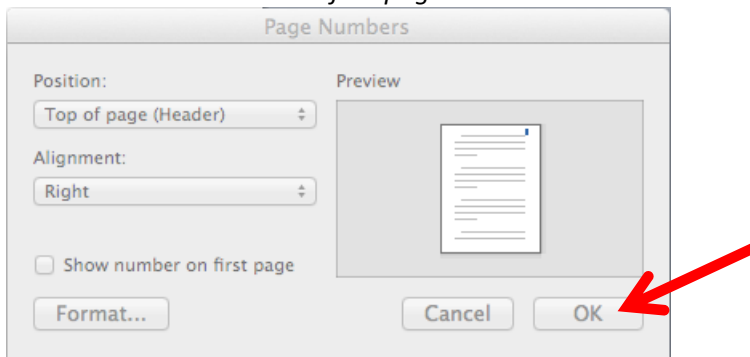 Page Numbers
Position:
Top of page (Header)
Alignment:
Right
Show number on first page
Preview
Format...
Cancel
OK